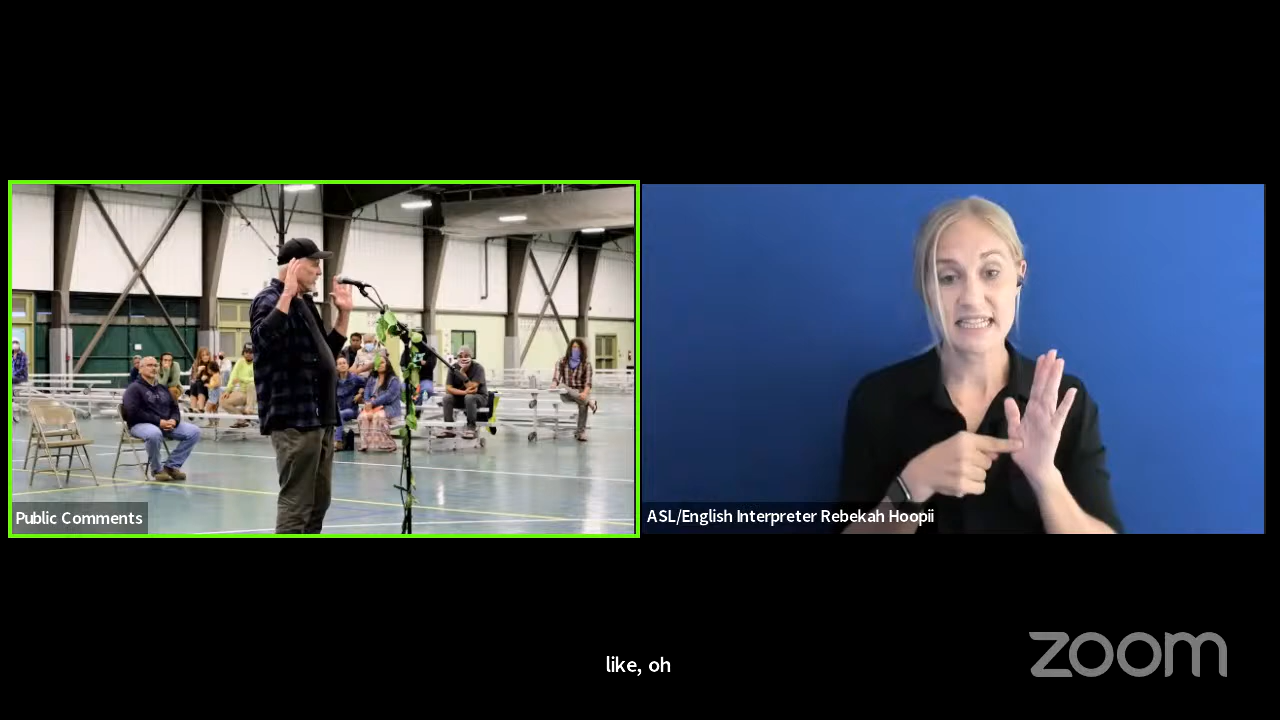 Public Comments
ASL/English Interpreter Rebekah Hoopii
like, oh
zoom